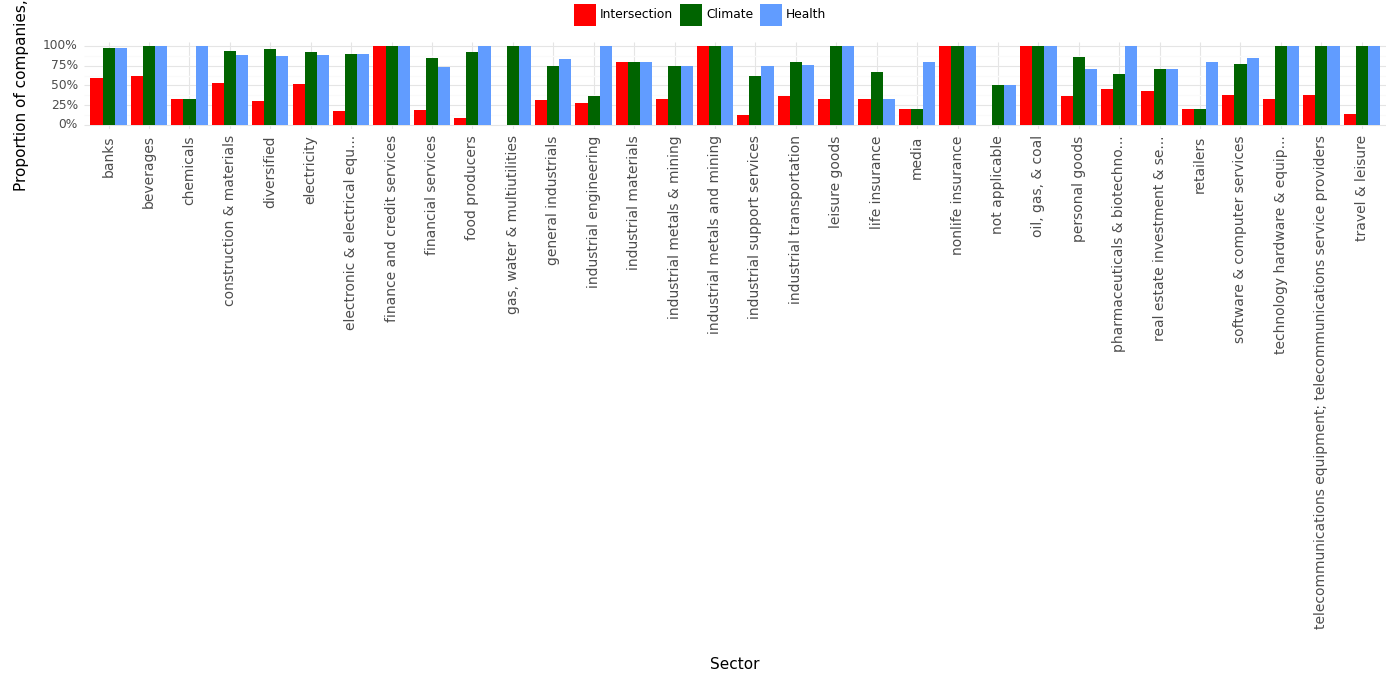 Intersection Climate Health
Proportion of companies,
100%
75%
50%
25%
0%
banks
beverages
chemicals
construction & materials
diversified
electricity
electronic & electrical equ...
finance and credit services
financial services
food producers
gas, water & multiutilities
general industrials
industrial engineering
industrial materials
industrial metals & mining
industrial metals and mining
industrial support services
industrial transportation
leisure goods
life insurance
media
nonlife insurance
not applicable
oil, gas, & coal
personal goods
pharmaceuticals & biotechno...
real estate investment & se...
retailers
software & computer services
technology hardware & equip...
telecommunications equipment; telecommunications service providers
travel & leisure
Sector